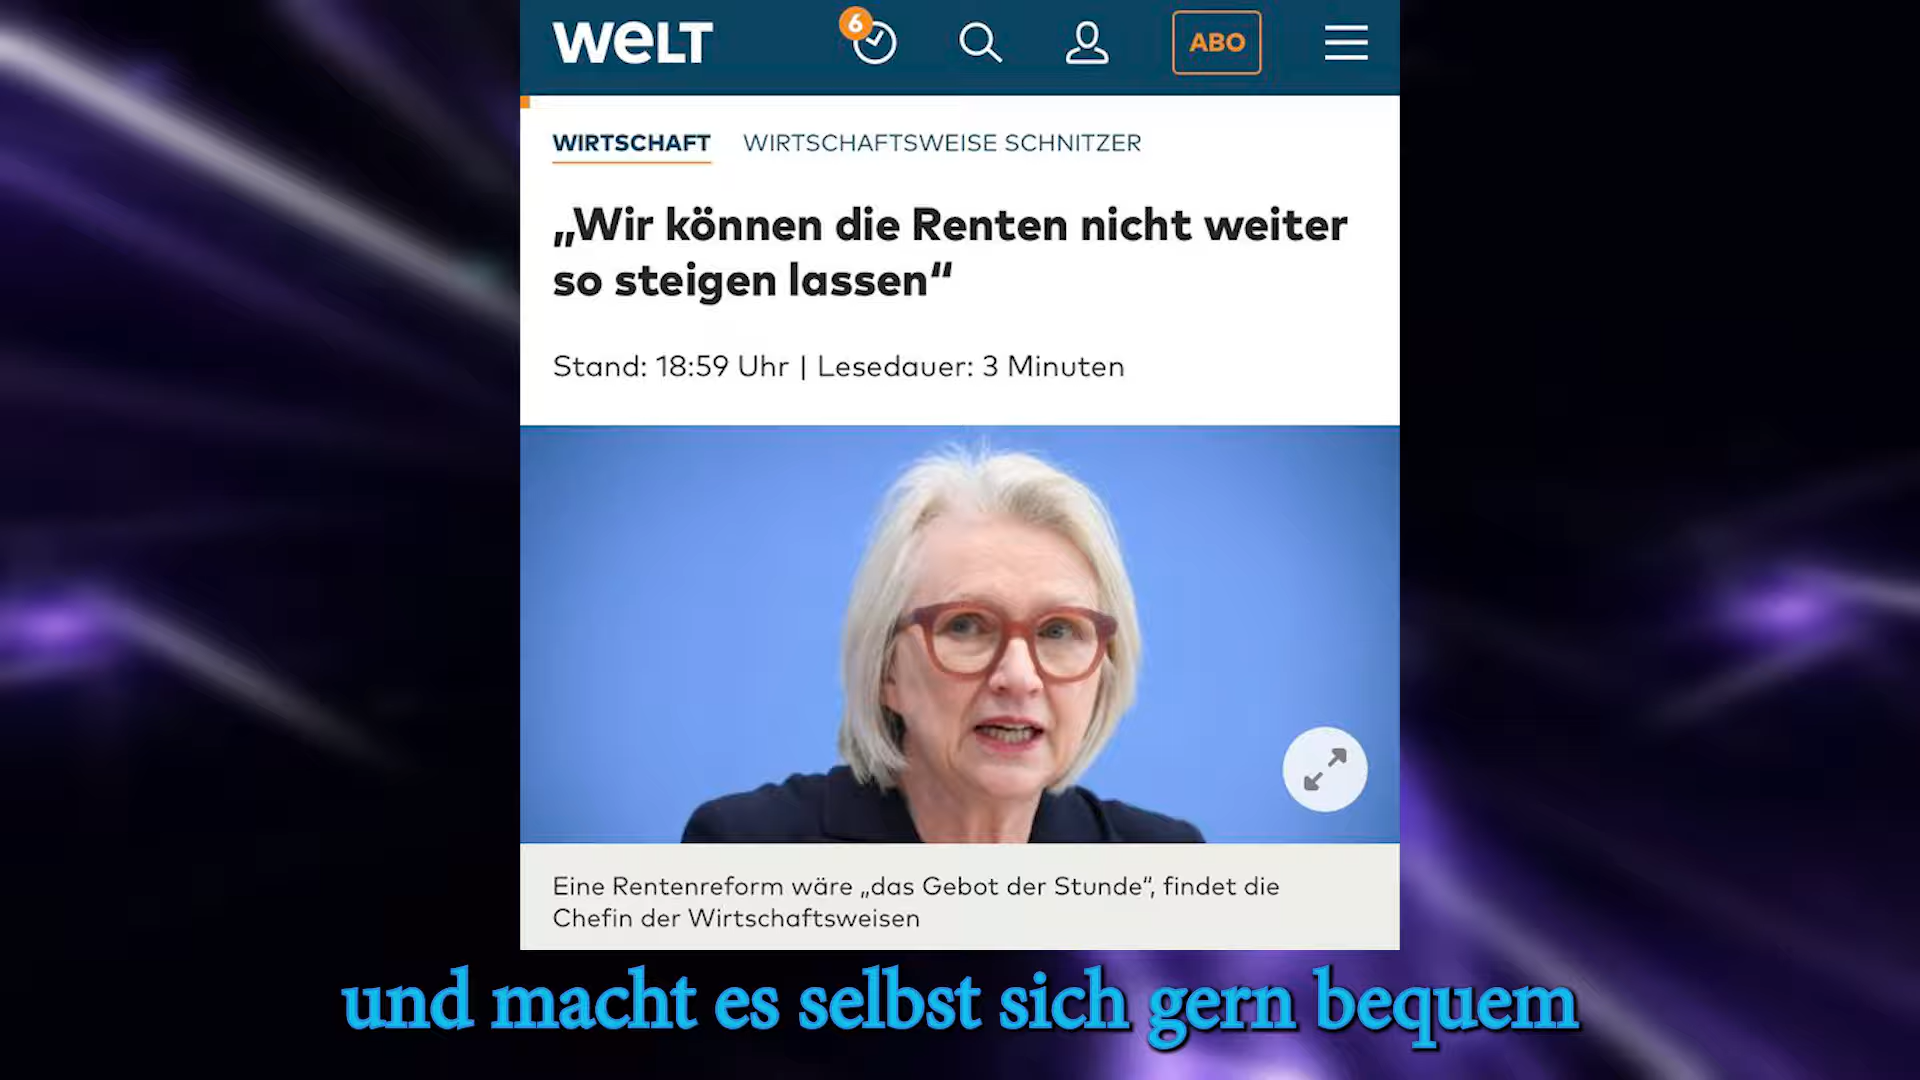 WELT
6
ABO
WIRTSCHAFT WIRTSCHAFTSWEISE SCHNITZER
„Wir können die Renten nicht weiter
so steigen lassen“
Stand: 18:59 Uhr | Lesedauer: 3 Minuten
Eine Rentenreform wäre „das Gebot der Stunde“, findet die
Chefin der Wirtschaftsweisen
und macht es selbst sich gern bequem